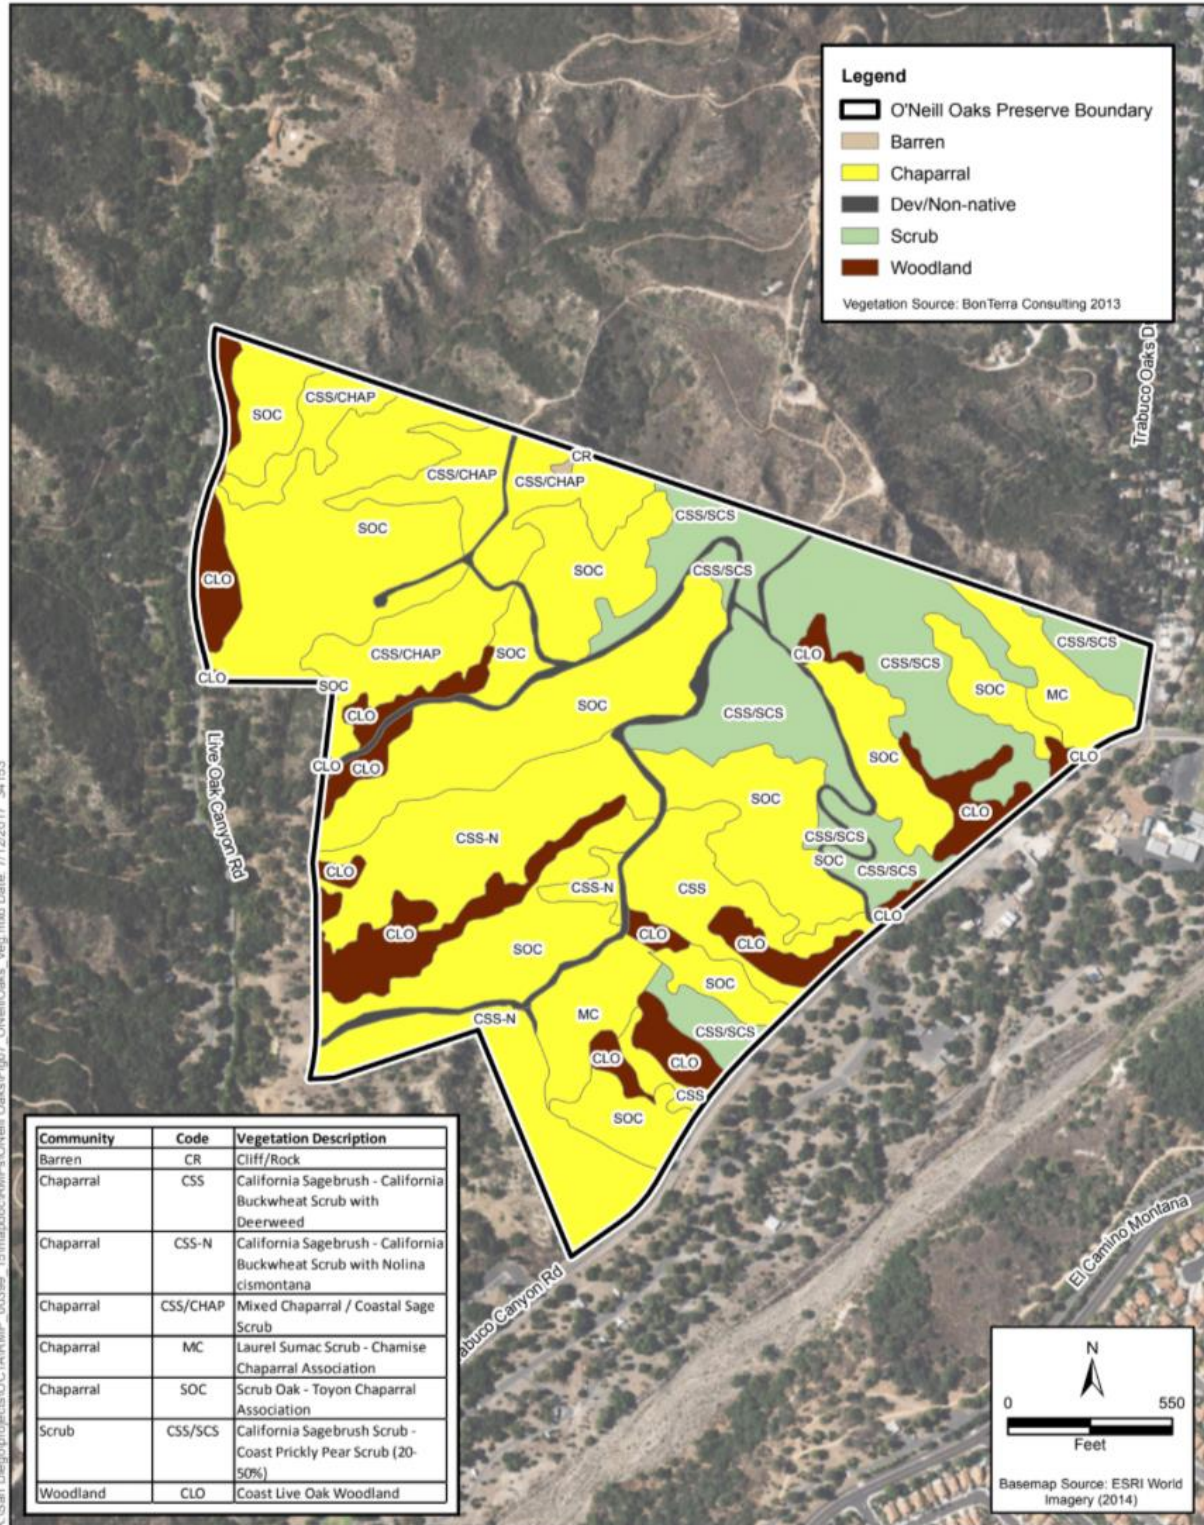 Legend
O'Neill Oaks Preserve Boundary
Barren
Chaparral
Dev/Non-native
Scrub
Woodland
Vegetation Source: BonTerra Consulting 2013
Trabuco Oaks D
CSS/CHAP
SOC
CR
CSS/CHAP
CSS/CHAP
CSS/SCS
SOC
CSS/SCS
SOC
CLO
CSS/SCS
CSS/CHAP
SOC
CLO
CSS/SCS
CLO
SOC
SOC
MC
CLO
SOC
CSS/SCS
Live Oak Canyon Rd
CLO
CLO
SOC
CLO
SOC
CLO
CSS-N
CSS/SCS
SOC
CSS/SCS
CLO
CSS-N
CSS
CLO
CLO
CLO
CLO
SOC
SOC
CSS-N
MC
CSS/SCS
CLO
CLO
CSS
SOC
Community Code Vegetation Description
Barren CR Cliff/Rock
Chaparral CSS California Sagebrush - California
Buckwheat Scrub with
Deerweed
Chaparral CSS-N California Sagebrush - California
Buckwheat Scrub with Nolina
cismontana
Chaparral CSS/CHAP Mixed Chaparral / Coastal Sage
Scrub
Chaparral MC Laurel Sumac Scrub - Chamise
Chaparral Association
Chaparral SOC Scrub Oak - Toyon Chaparral
Association
Scrub CSS/SCS California Sagebrush Scrub -
Coast Prickly Pear Scrub (20-
50%)
Woodland CLO Coast Live Oak Woodland
Canyon Rd
El Camino Montana
N
0 550
Feet
Basemap Source: ESRI World
Imagery (2014)